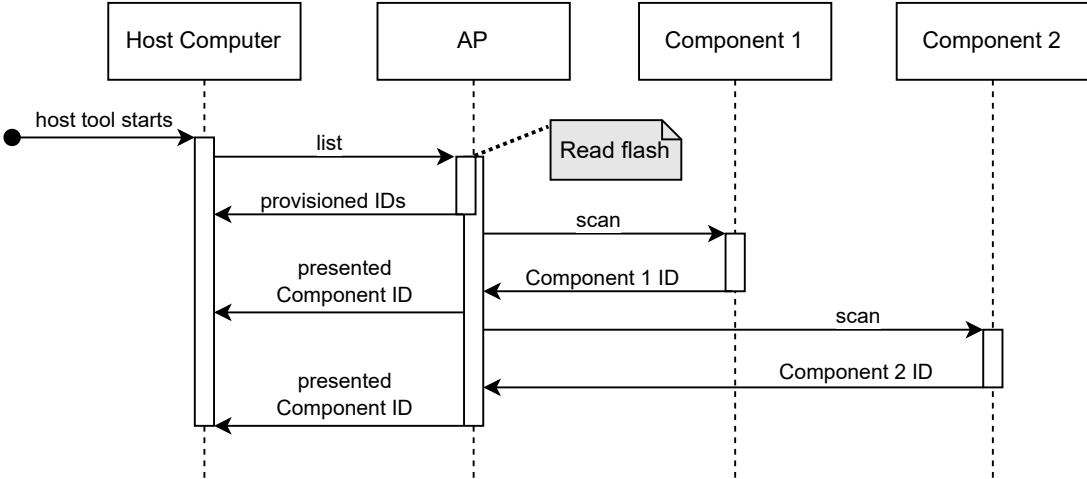 Host Computer
AP
Component 1
Component 2
host tool starts
list
Read flash
provisioned IDs
scan
presented
Component ID
Component 1 ID
scan
Component 2 ID
presented
Component ID